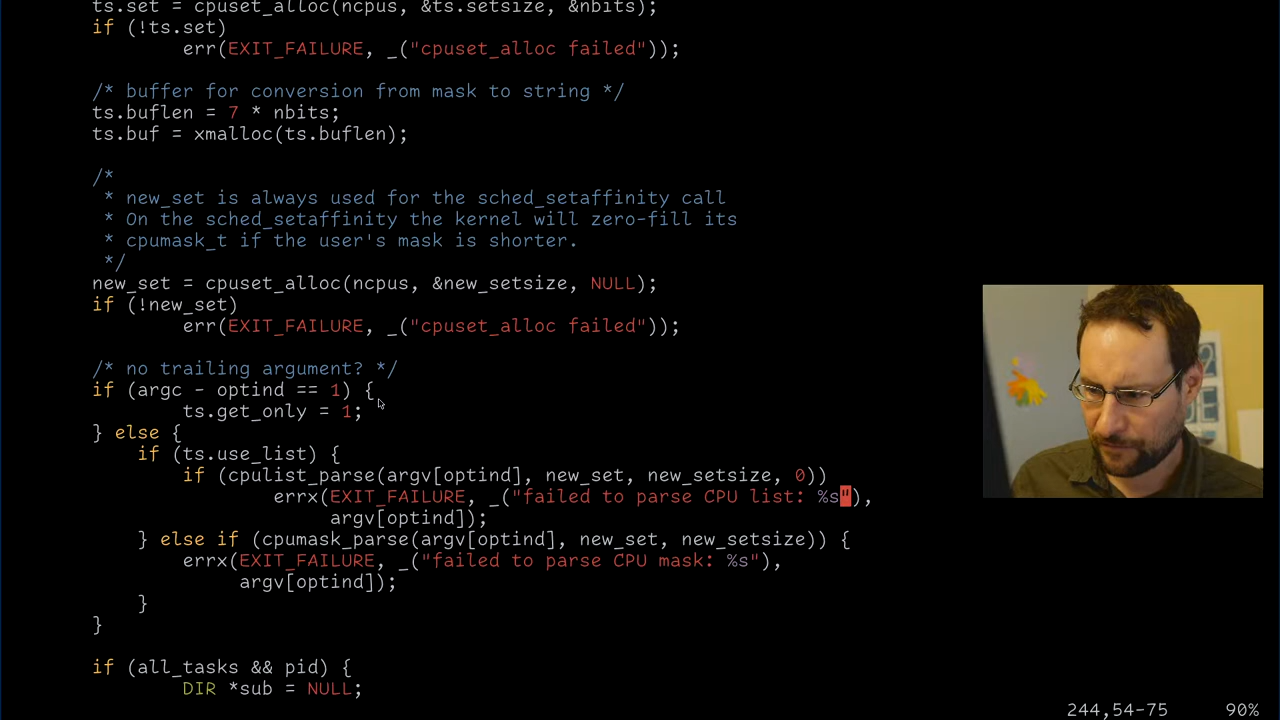 ts.set = cpuset_alloc(ncpus, &ts.setsize, &nbits);
if (!ts.set)
err(EXIT_FAILURE, _("cpuset_alloc failed"));
/* buffer for conversion from mask to string */
ts.buflen = 7 * nbits;
ts.buf = xmalloc(ts.buflen);
/*
* new_set is always used for the sched_setaffinity call
* On the sched_setaffinity the kernel will zero-fill its
* cpumask_t if the user's mask is shorter.
*/
new_set = cpuset_alloc(ncpus, &new_setsize, NULL);
if (!new_set)
err(EXIT_FAILURE, _("cpuset_alloc failed"));
/* no trailing argument? */
if (argc - optind == 1) {
ts.get_only = 1;
} else {
if (ts.use_list) {
if (cpulist_parse(argv[optind], new_set, new_setsize, 0))
errx(EXIT_FAILURE, _("failed to parse CPU list: %s"),
argv[optind]);
} else if (cpumask_parse(argv[optind], new_set, new_setsize)) {
errx(EXIT_FAILURE, _("failed to parse CPU mask: %s"),
argv[optind]);
}
}
if (all_tasks && pid) {
DIR *sub = NULL;
244,54-75 90%